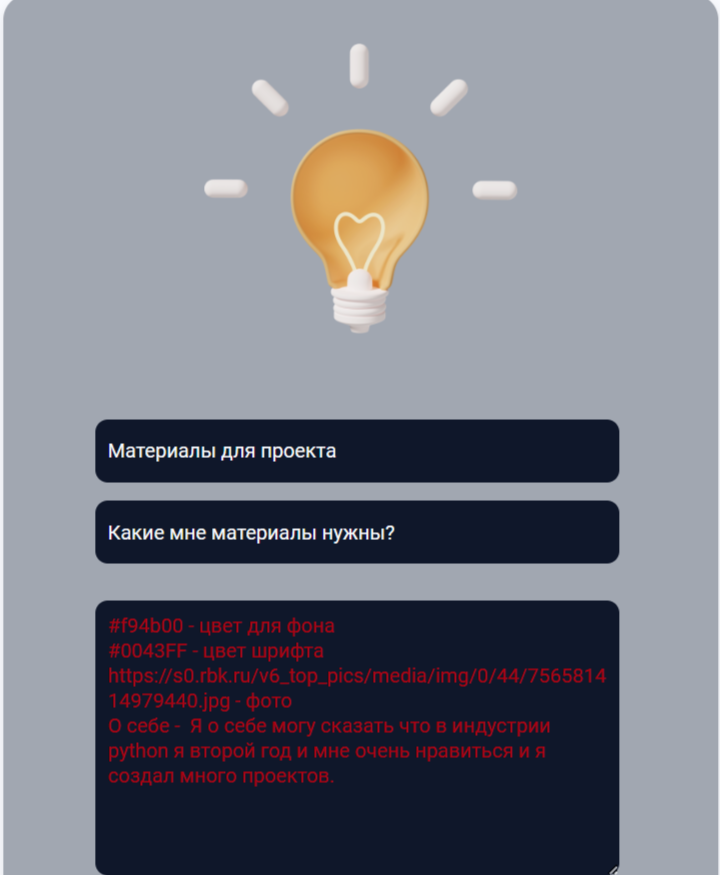 Материалы для проекта
Какие мне материалы нужны?
#f94b00 - цвет для фона
#0043FF - цвет шрифта
https://s0.rbk.ru/v6_top_pics/media/img/0/44/7565814
14979440.jpg - фото
О себе -  Я о себе могу сказать что в индустрии
python я второй год и мне очень нравиться и я
создал много проектов.